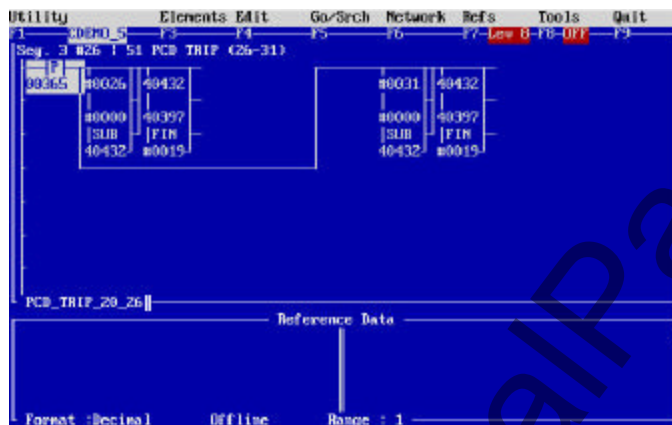 Utility Elements Edit Go/Srch Network Refs Tools Quit
F1 :DEMO_5 F3 F4 F5 F6 F7-Lev 8-F8-OFF F9
Seg. 3 #26 : 51 PCD TRIP (26-31)
P
00365 #0026 40432 #0031 40432
#0000 40397 #0000 40397
SUB FIN SUB FIN
40432 #0019 40432 #0019
PCD_TRIP_20_26
Reference Data
Format :Decimal Offline Range : 1